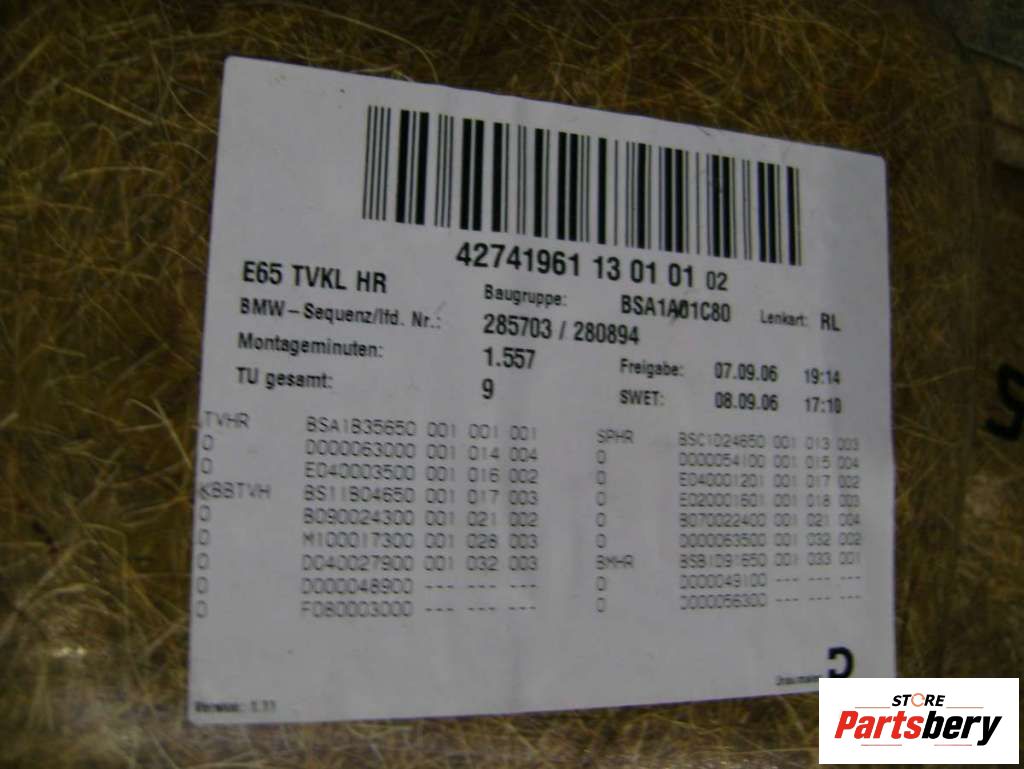 42741961 13 01 01 02
E65 TVKL HR
Baugruppe: BSA1A01C80 Lenkart: RL
BMW-Sequenz/lfd. Nr.: 285703 / 280894
Montageminuten: 1.557 Freigabe: 07.09.06 19:14
TU gesamt: 9 SWET: 08.09.06 17:10
TVHR BSA1B35650 001 001 001 SPHR BSC1D24650 001 013 003
0 D000063000 001 014 004 0 D000054100 001 015 004
0 E040003500 001 016 002 0 E040001201 001 017 002
KBBTVH BS11B04650 001 017 003 0 E020001601 001 018 003
0 B090024300 001 021 002 0 B070022400 001 021 004
0 M100017300 001 028 003 0 D000063500 001 032 002
0 D040027900 001 032 003 BMHR BSB1D91650 001 033 001
0 D000048900 --- --- --- 0 D000049100 --- --- ---
0 F080003000 --- --- --- 0 D000056300 --- --- ---
Version: 1.11
STORE
Partsbery